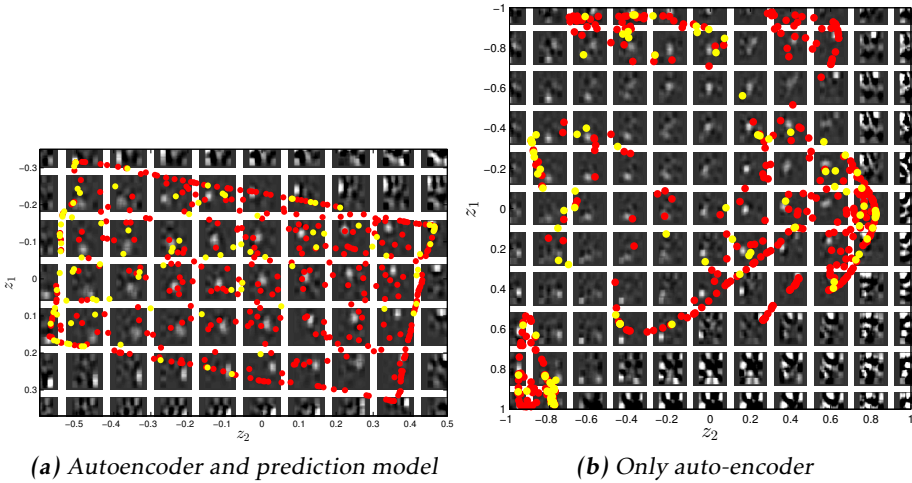 −0.3
−0.2
−0.1
0
0.1
0.2
0.3
z1
−0.5 −0.4 −0.3 −0.2 −0.1 0 0.1 0.2 0.3 0.4 0.5
z2
(a) Autoencoder and prediction model
−1
−0.8
−0.6
−0.4
−0.2
0
0.2
0.4
0.6
0.8
1
z1
−1 −0.8 −0.6 −0.4 −0.2 0 0.2 0.4 0.6 0.8 1
z2
(b) Only auto-encoder